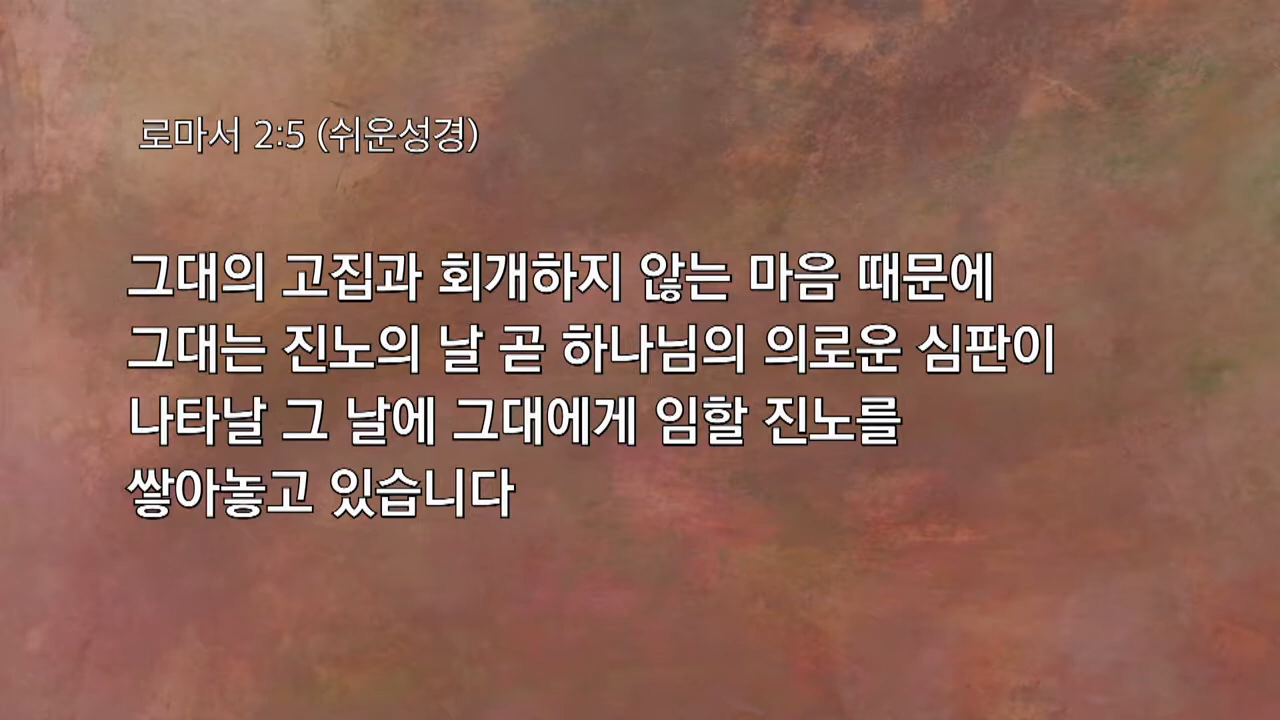 로마서 2:5 (쉬운성경)
그대의 고집과 회개하지 않는 마음 때문에
그대는 진노의 날 곧 하나님의 의로운 심판이
나타날 그 날에 그대에게 임할 진노를
쌓아놓고 있습니다